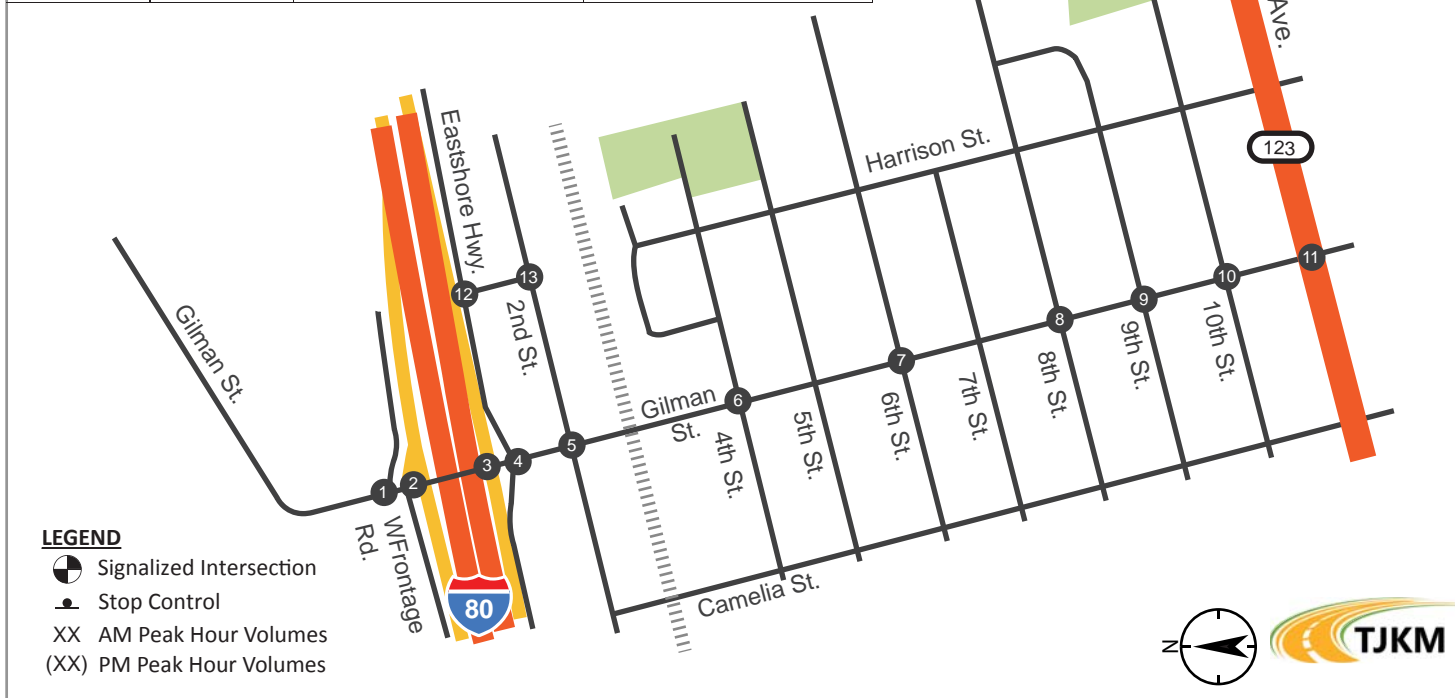 Ave.
Eastshore Hwy.
Harrison St.
123
12
13
11
2nd St.
10
Gilman St.
9
8
10th St.
9th St.
7
8th St.
7th St.
6
Gilman
St.
6th St.
5th St.
5
4th St.
4
3
2
1
W Frontage
Rd.
Camelia St.
80
LEGEND
Signalized Intersection
Stop Control
XX AM Peak Hour Volumes
(XX) PM Peak Hour Volumes
N
TJKM